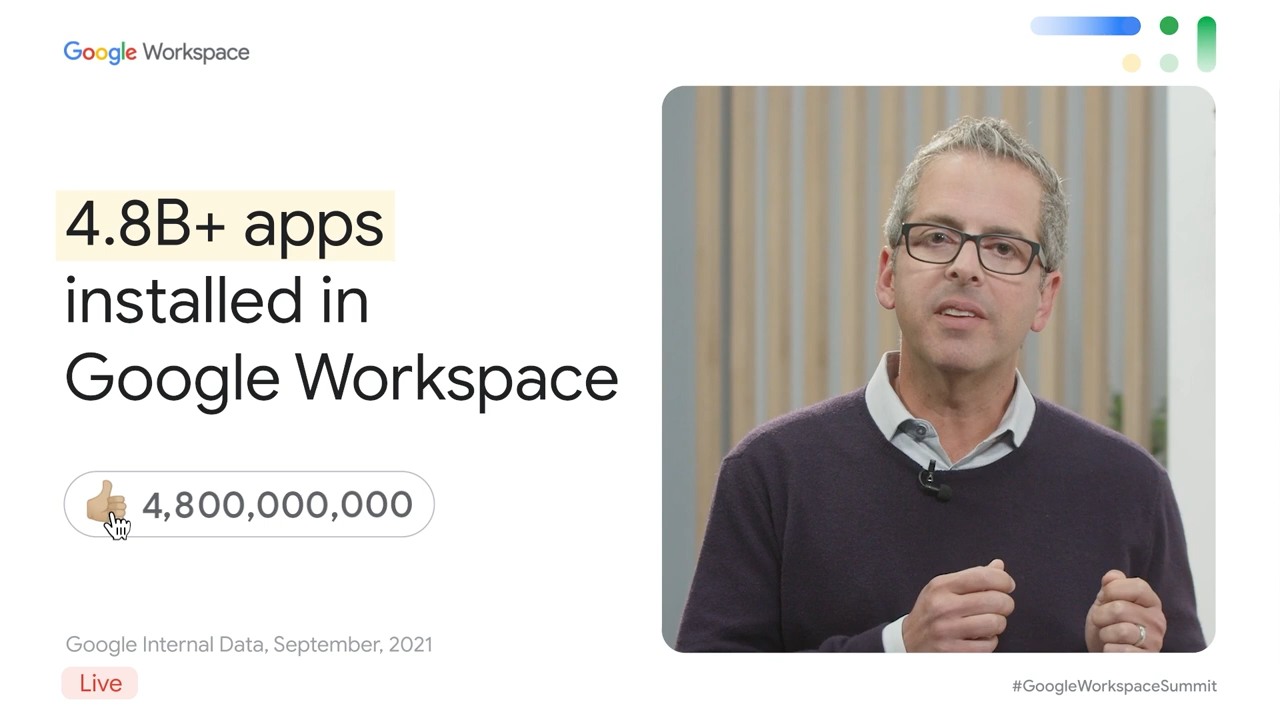 Google Workspace
4.8B+ apps
installed in
Google Workspace
4,800,000,000
Google Internal Data, September, 2021
Live
#GoogleWorkspaceSummit